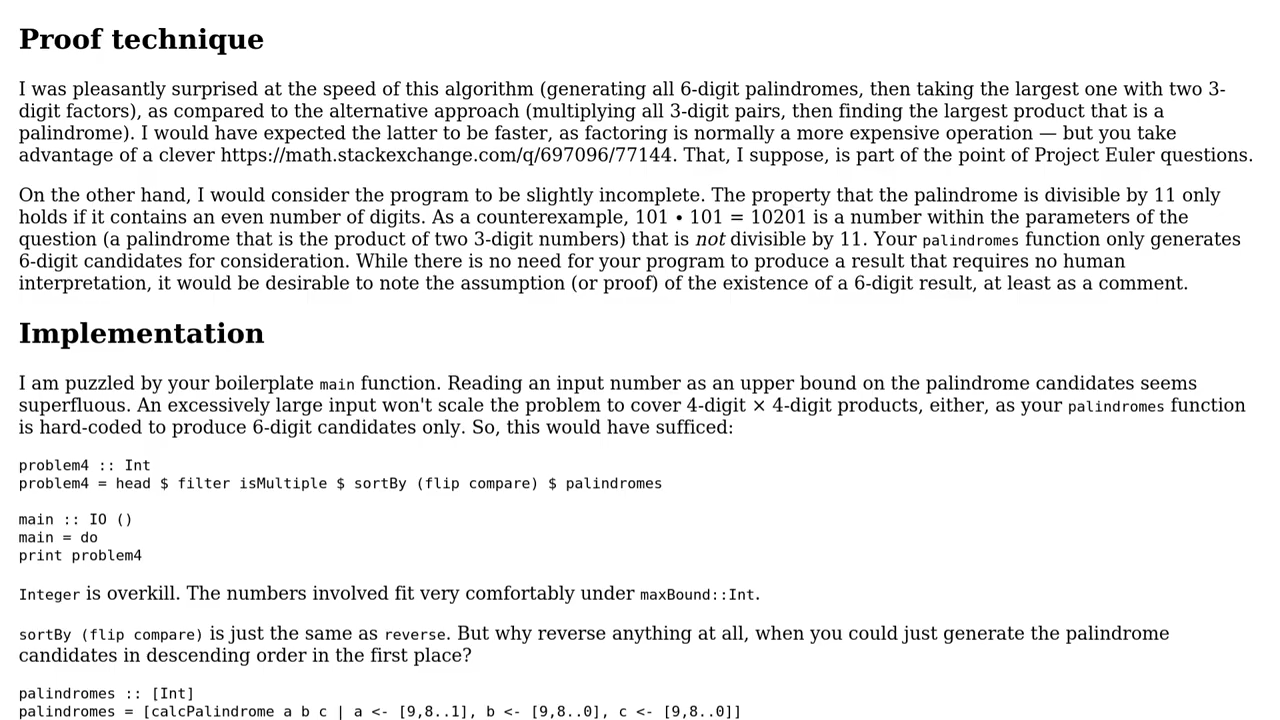 Proof technique
I was pleasantly surprised at the speed of this algorithm (generating all 6-digit palindromes, then taking the largest one with two 3-
digit factors), as compared to the alternative approach (multiplying all 3-digit pairs, then finding the largest product that is a
palindrome). I would have expected the latter to be faster, as factoring is normally a more expensive operation — but you take
advantage of a clever https://math.stackexchange.com/q/697096/77144. That, I suppose, is part of the point of Project Euler questions.
On the other hand, I would consider the program to be slightly incomplete. The property that the palindrome is divisible by 11 only
holds if it contains an even number of digits. As a counterexample, 101 • 101 = 10201 is a number within the parameters of the
question (a palindrome that is the product of two 3-digit numbers) that is not divisible by 11. Your palindromes function only generates
6-digit candidates for consideration. While there is no need for your program to produce a result that requires no human
interpretation, it would be desirable to note the assumption (or proof) of the existence of a 6-digit result, at least as a comment.
Implementation
I am puzzled by your boilerplate main function. Reading an input number as an upper bound on the palindrome candidates seems
superfluous. An excessively large input won't scale the problem to cover 4-digit × 4-digit products, either, as your palindromes function
is hard-coded to produce 6-digit candidates only. So, this would have sufficed:
problem4 :: Int
problem4 = head $ filter isMultiple $ sortBy (flip compare) $ palindromes
main :: IO ()
main = do
print problem4
Integer is overkill. The numbers involved fit very comfortably under maxBound::Int.
sortBy (flip compare) is just the same as reverse. But why reverse anything at all, when you could just generate the palindrome
candidates in descending order in the first place?
palindromes :: [Int]
palindromes = [calcPalindrome a b c | a <- [9,8..1], b <- [9,8..0], c <- [9,8..0]]